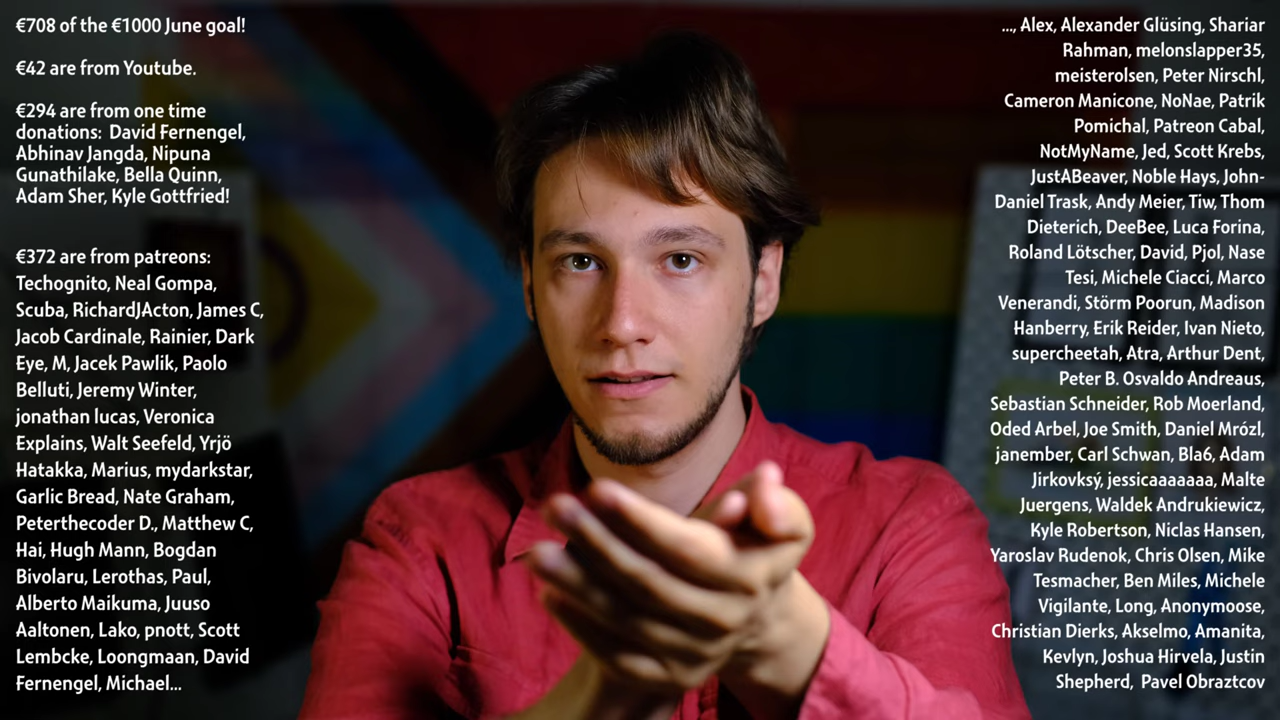 €708 of the €1000 June goal!
€42 are from Youtube.
€294 are from one time
donations:  David Fernengel,
Abhinav Jangda, Nipuna
Gunathilake, Bella Quinn,
Adam Sher, Kyle Gottfried!
€372 are from patreons:
Techognito, Neal Gompa,
Scuba, RichardJActon, James C,
Jacob Cardinale, Rainier, Dark
Eye, M, Jacek Pawlik, Paolo
Belluti, Jeremy Winter,
jonathan lucas, Veronica
Explains, Walt Seefeld, Yrjö
Hatakka, Marius, mydarkstar,
Garlic Bread, Nate Graham,
Peterthecoder D., Matthew C,
Hai, Hugh Mann, Bogdan
Bivolaru, Lerothas, Paul,
Alberto Maikuma, Juuso
Aaltonen, Lako, pnott, Scott
Lembcke, Loongmaan, David
Fernengel, Michael...
..., Alex, Alexander Glüsing, Shariar
Rahman, melonslapper35,
meisterolsen, Peter Nirschl,
Cameron Manicone, NoNae, Patrik
Pomichal, Patreon Cabal,
NotMyName, Jed, Scott Krebs,
JustABeaver, Noble Hays, John-
Daniel Trask, Andy Meier, Tiw, Thom
Dieterich, DeeBee, Luca Forina,
Roland Lötscher, David, Pjol, Nase
Tesi, Michele Ciacci, Marco
Venerandi, Störm Poorun, Madison
Hanberry, Erik Reider, Ivan Nieto,
supercheetah, Atra, Arthur Dent,
Peter B. Osvaldo Andreaus,
Sebastian Schneider, Rob Moerland,
Oded Arbel, Joe Smith, Daniel Mrózl,
janember, Carl Schwan, Bla6, Adam
Jirkovksý, jessicaaaaaaa, Malte
Juergens, Waldek Andrukiewicz,
Kyle Robertson, Niclas Hansen,
Yaroslav Rudenok, Chris Olsen, Mike
Tesmacher, Ben Miles, Michele
Vigilante, Long, Anonymoose,
Christian Dierks, Akselmo, Amanita,
Kevlyn, Joshua Hirvela, Justin
Shepherd,  Pavel Obraztcov